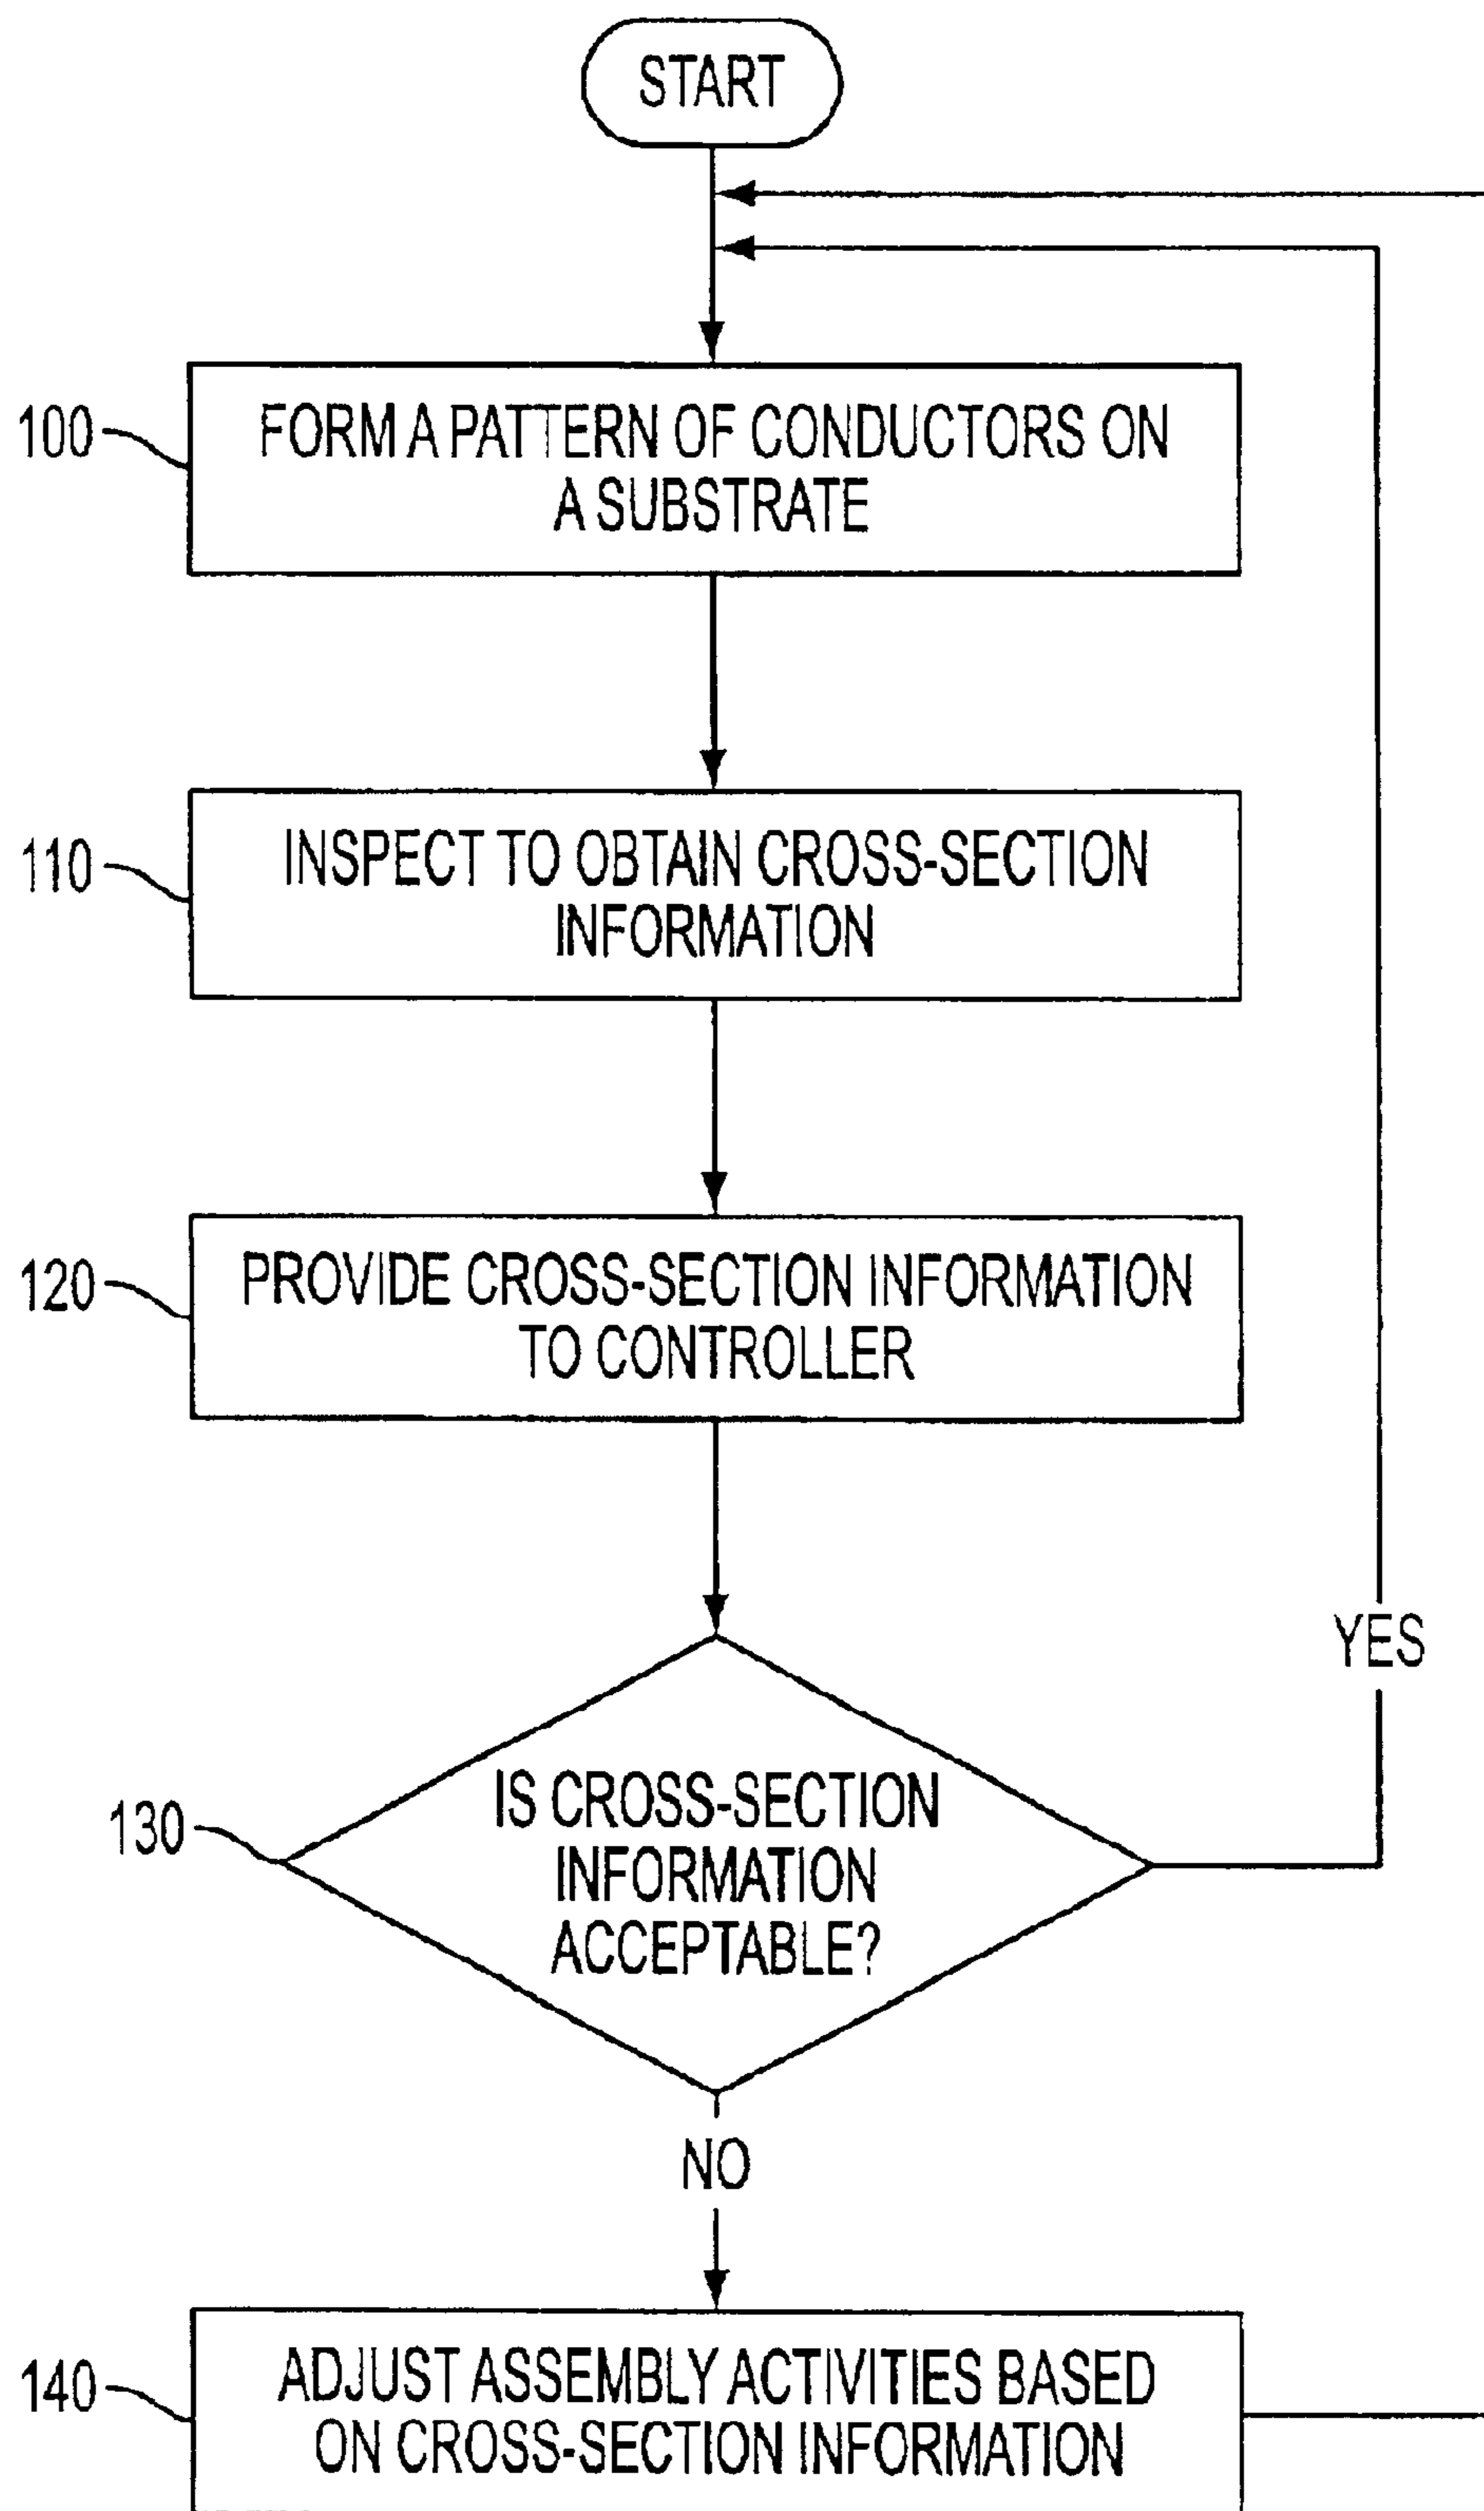 START
100
FORM A PATTERN OF CONDUCTORS ON
A SUBSTRATE
110
INSPECT TO OBTAIN CROSS-SECTION
INFORMATION
120
PROVIDE CROSS-SECTION INFORMATION
TO CONTROLLER
YES
130
IS CROSS-SECTION
INFORMATION
ACCEPTABLE?
NO
140
ADJUST ASSEMBLY ACTIVITIES BASED
ON CROSS-SECTION INFORMATION